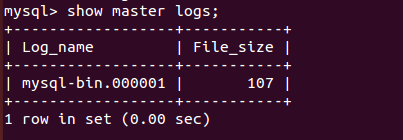 mysql> show master logs;
+------------------+-----------+
| Log_name         | File_size |
+------------------+-----------+
| mysql-bin.000001 |       107 |
+------------------+-----------+
1 row in set (0.00 sec)